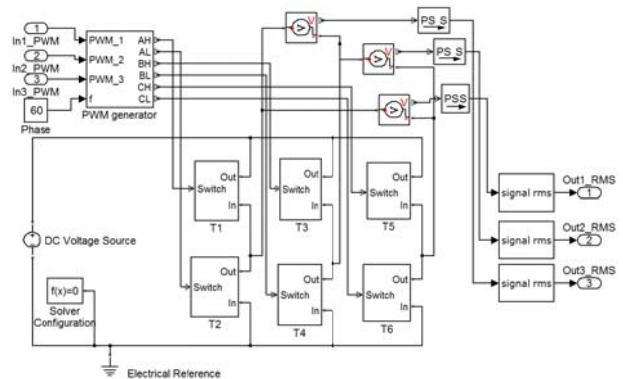 1
In1_PWM
2
In2_PWM
3
In3_PWM
60
Phase
PWM_1
PWM_2
PWM_3
f
AH
AL
BH
BL
CH
CL
PWM generator
V
V
PS S
V
V
PS S
V
V
PSS
Out
Switch
In
T1
Out
Switch
In
T3
Out
Switch
In
T5
Out
Switch
In
T2
Out
Switch
In
T4
Out
Switch
In
T6
DC Voltage Source
f(x)=0
Solver
Configuration
Electrical Reference
signal rms
Out1_RMS
1
signal rms
Out2_RMS
2
signal rms
Out3_RMS
3